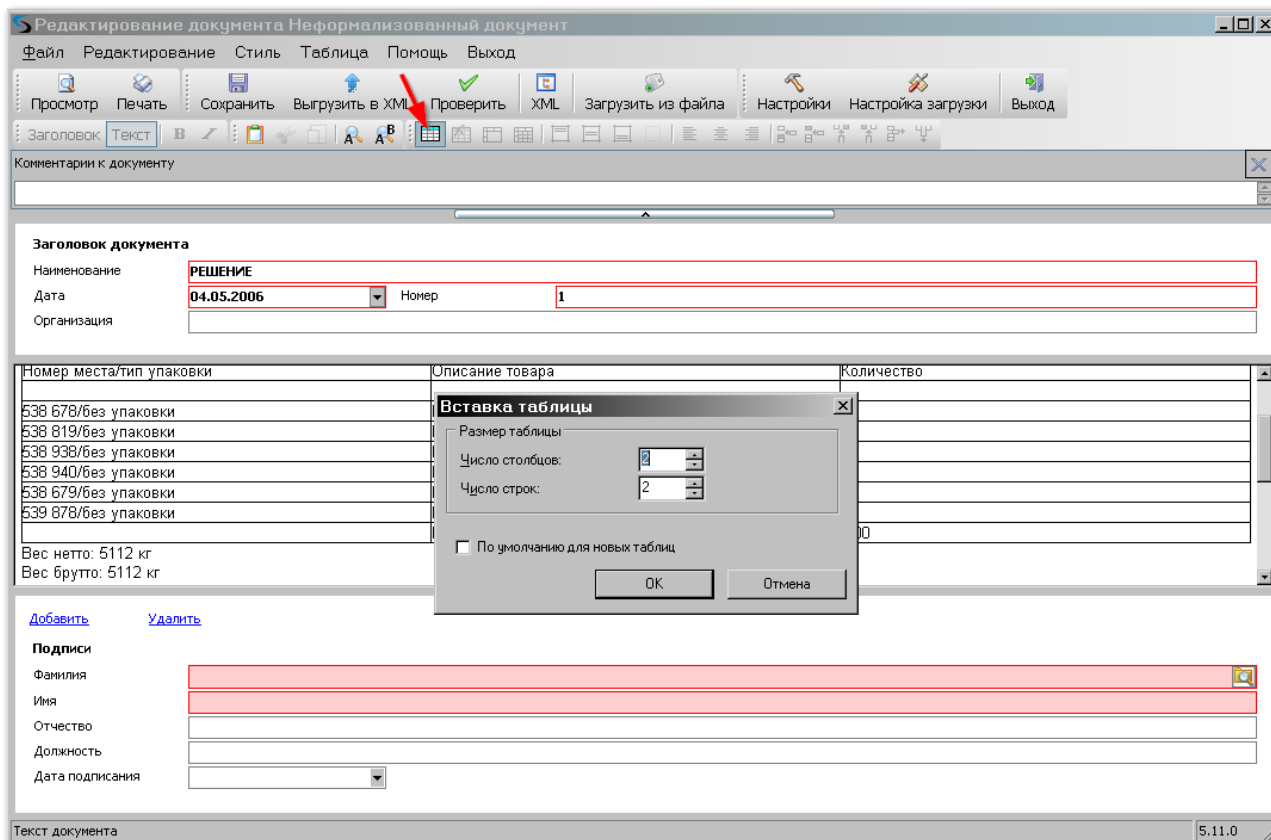 Редактирование документа Неформализованный документ
Файл Редактирование Стиль Таблица Помощь Выход
Просмотр Печать Сохранить Выгрузить в XML Проверить XML Загрузить из файла Настройки Настройка загрузки Выход
Заголовок Текст B I A A B
Комментарии к документу
Заголовок документа
Наименование РЕШЕНИЕ
Дата 04.05.2006 Номер 1
Организация
Номер места/тип упаковки Описание товара Количество
538 678/без упаковки
538 819/без упаковки
538 938/без упаковки
538 940/без упаковки
538 679/без упаковки
539 878/без упаковки
Вес нетто: 5112 кг
Вес брутто: 5112 кг
Вставка таблицы
Размер таблицы
Число столбцов: 2
Число строк: 2
По умолчанию для новых таблиц
OK Отмена
Добавить Удалить
Подписи
Фамилия
Имя
Отчество
Должность
Дата подписания
Текст документа 5.11.0